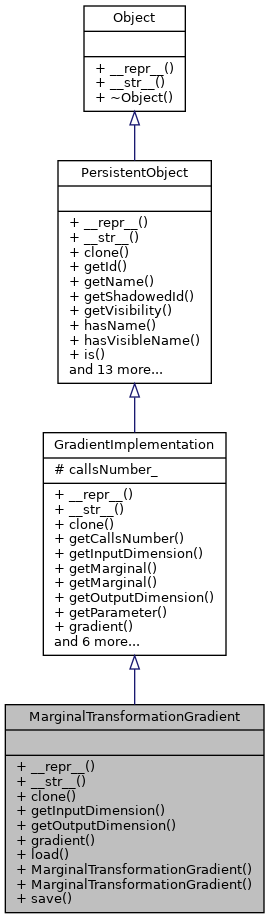 Object
+ __repr__()
+ __str__()
+ ~Object()
PersistentObject
+ __repr__()
+ __str__()
+ clone()
+ getId()
+ getName()
+ getShadowedId()
+ getVisibility()
+ hasName()
+ hasVisibleName()
+ is()
and 13 more...
GradientImplementation
# callsNumber_
+ __repr__()
+ __str__()
+ clone()
+ getCallsNumber()
+ getInputDimension()
+ getMarginal()
+ getMarginal()
+ getOutputDimension()
+ getParameter()
+ gradient()
and 6 more...
MarginalTransformationGradient
+ __repr__()
+ __str__()
+ clone()
+ getInputDimension()
+ getOutputDimension()
+ gradient()
+ load()
+ MarginalTransformationGradient()
+ MarginalTransformationGradient()
+ save()